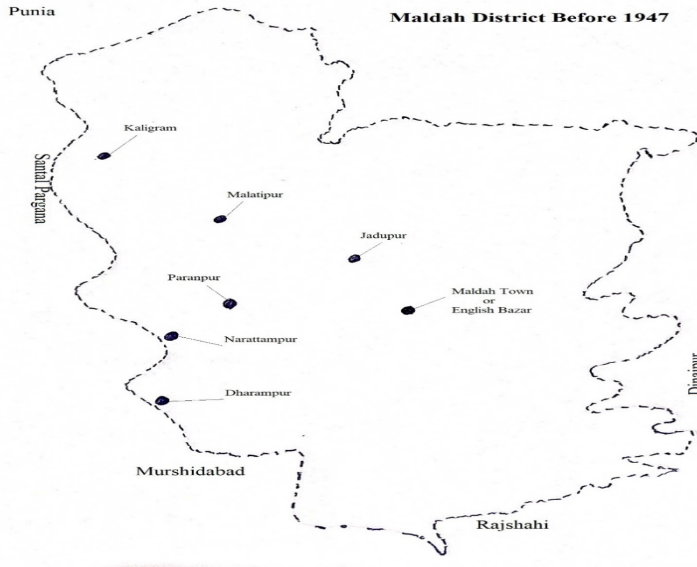 Punia
Maldah District Before 1947
Kaligram
Santal Pargana
Malatipur
Jadupur
Paranpur
Maldah Town
or
English Bazar
Narattampur
Dharampur
Dinajpur
Murshidabad
Rajshahi